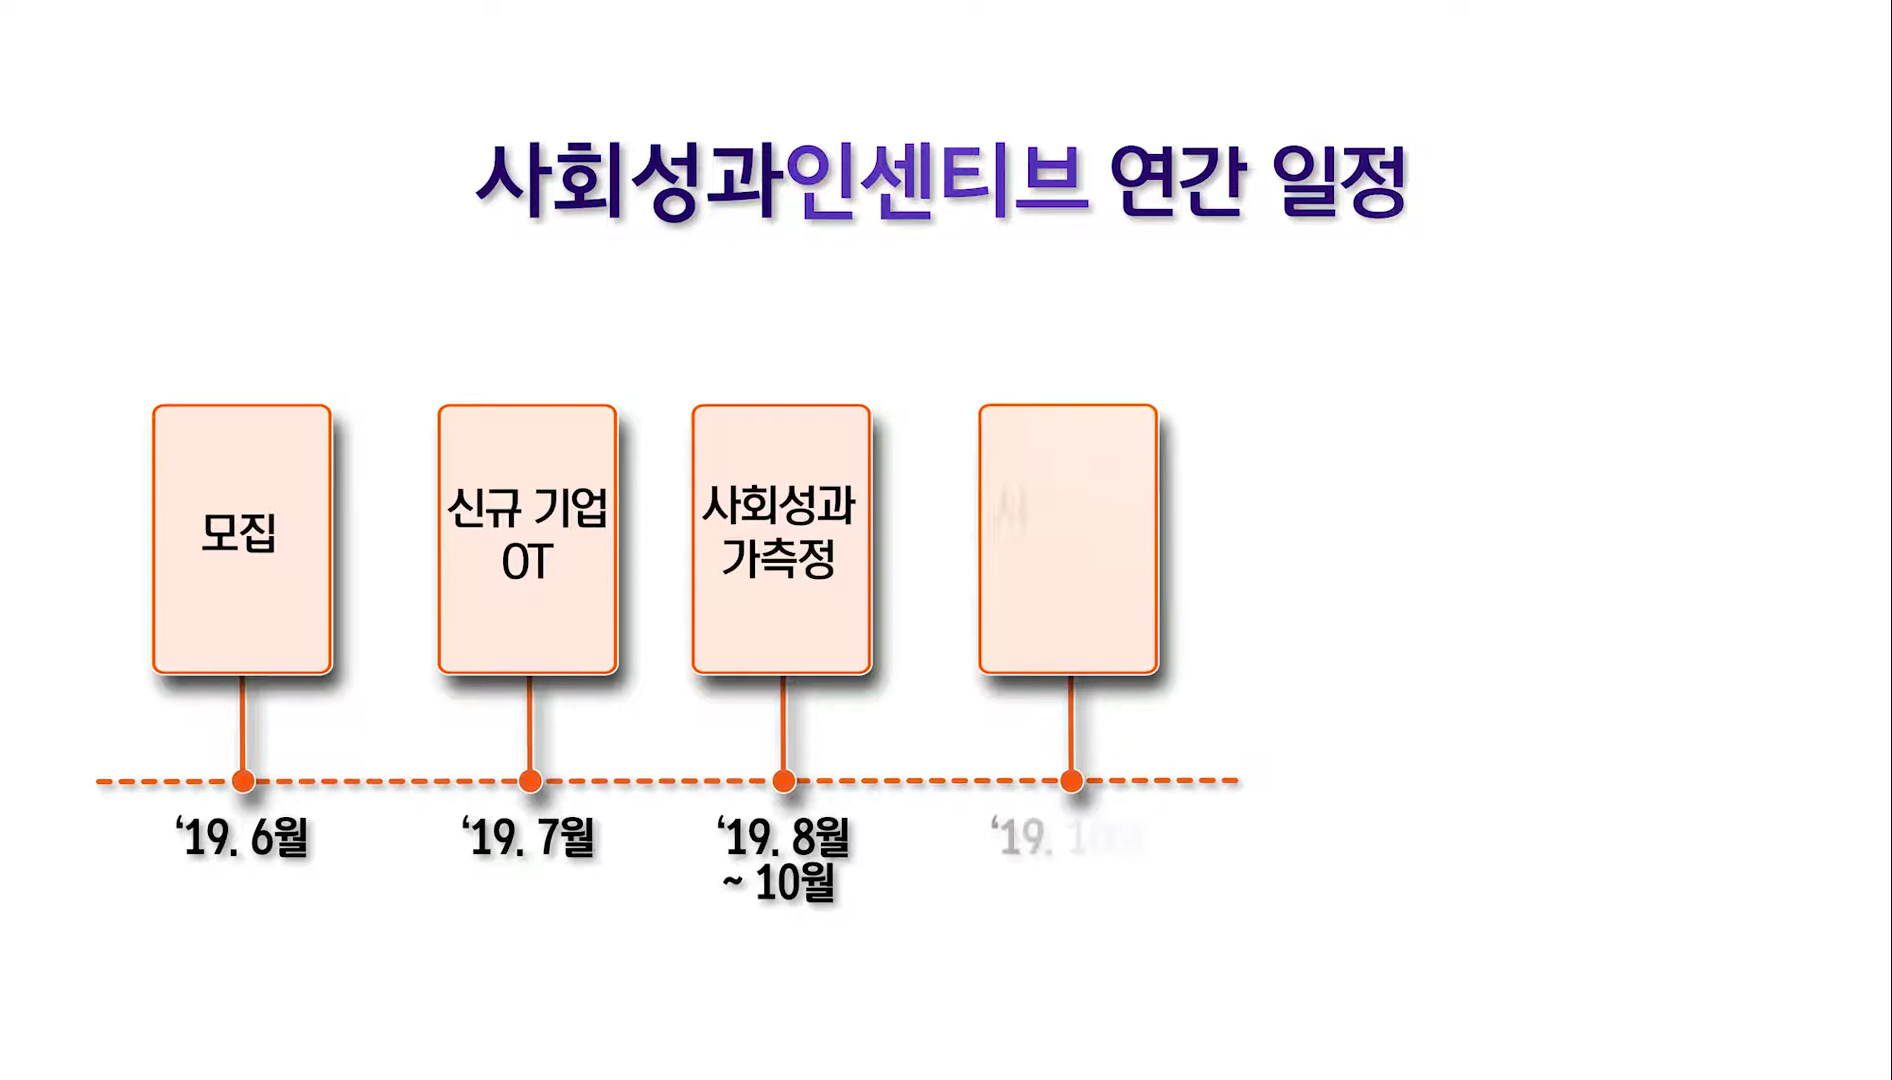 사회성과인센티브 연간 일정
모집
신규 기업
OT
사회성과
가측정
‘19. 6월
‘19. 7월
‘19. 8월
~ 10월
‘19.